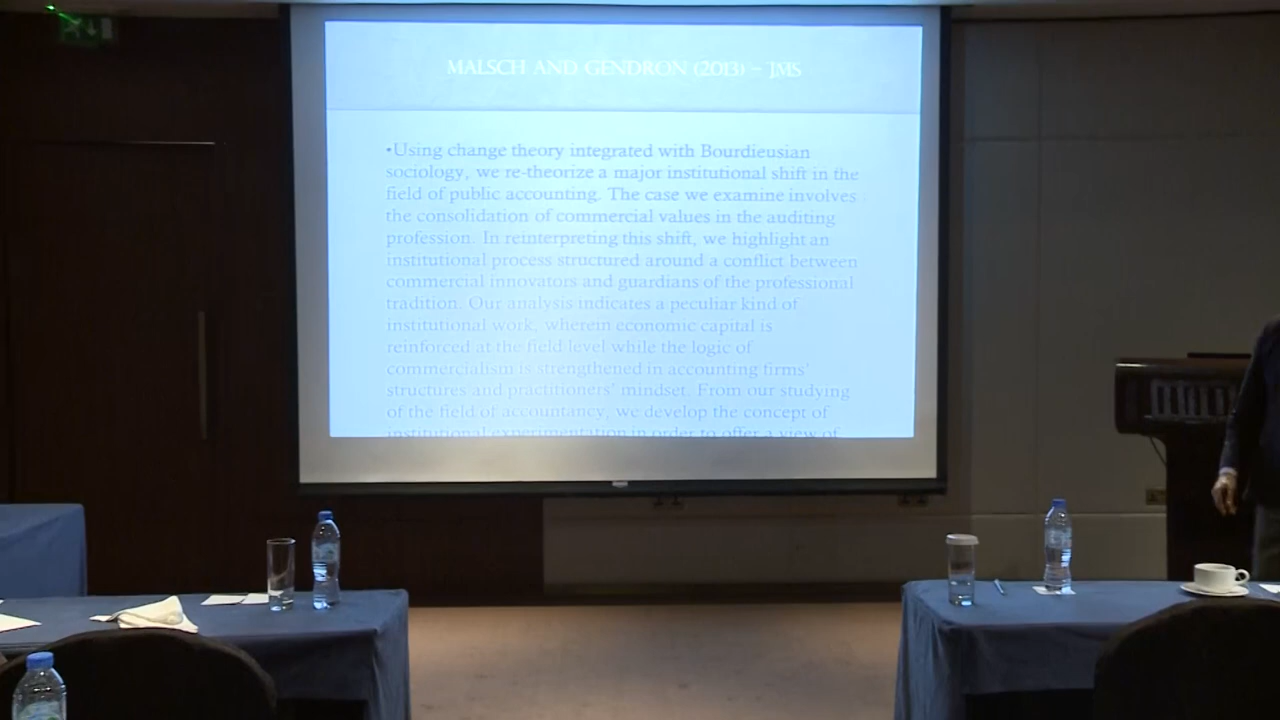 MALSCH AND GENDRON (2013) – JMS
•Using change theory integrated with Bourdieusian
sociology, we re-theorize a major institutional shift in the
field of public accounting. The case we examine involves
the consolidation of commercial values in the auditing
profession. In reinterpreting this shift, we highlight an
institutional process structured around a conflict between
commercial innovators and guardians of the professional
tradition. Our analysis indicates a peculiar kind of
institutional work, wherein economic capital is
reinforced at the field level while the logic of
commercialism is strengthened in accounting firms'
structures and practitioners' mindset. From our studying
of the field of accountancy, we develop the concept of
institutional experimentation in order to offer a view of